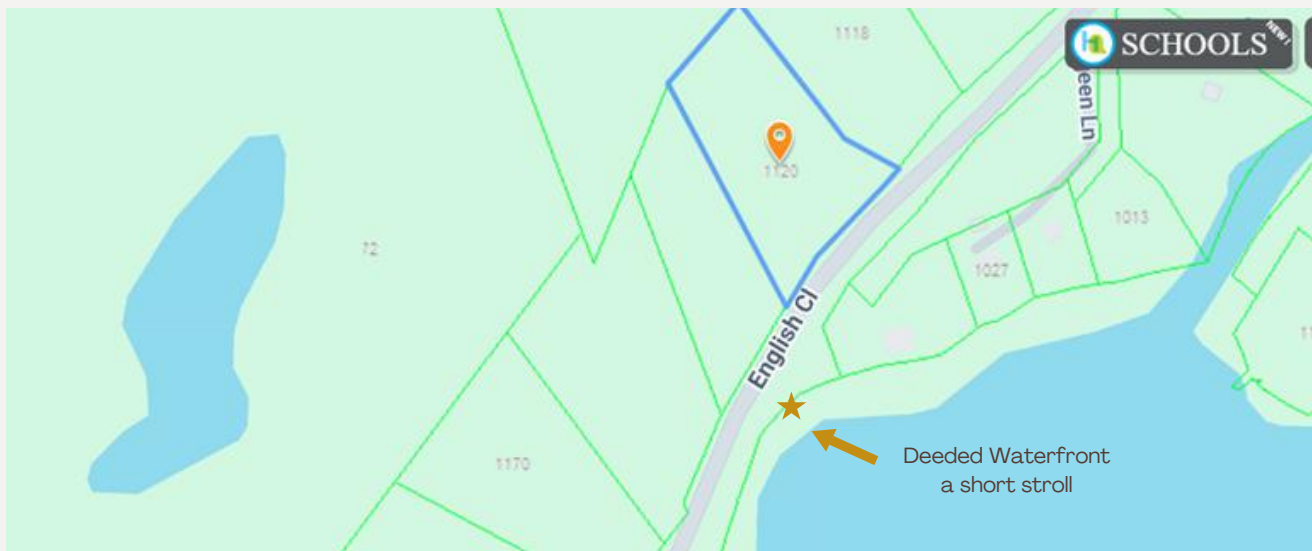 1118
SCHOOLS NEW!
een Ln
1120
1013
72
1027
English Cl
Deeded Waterfront
a short stroll
1170